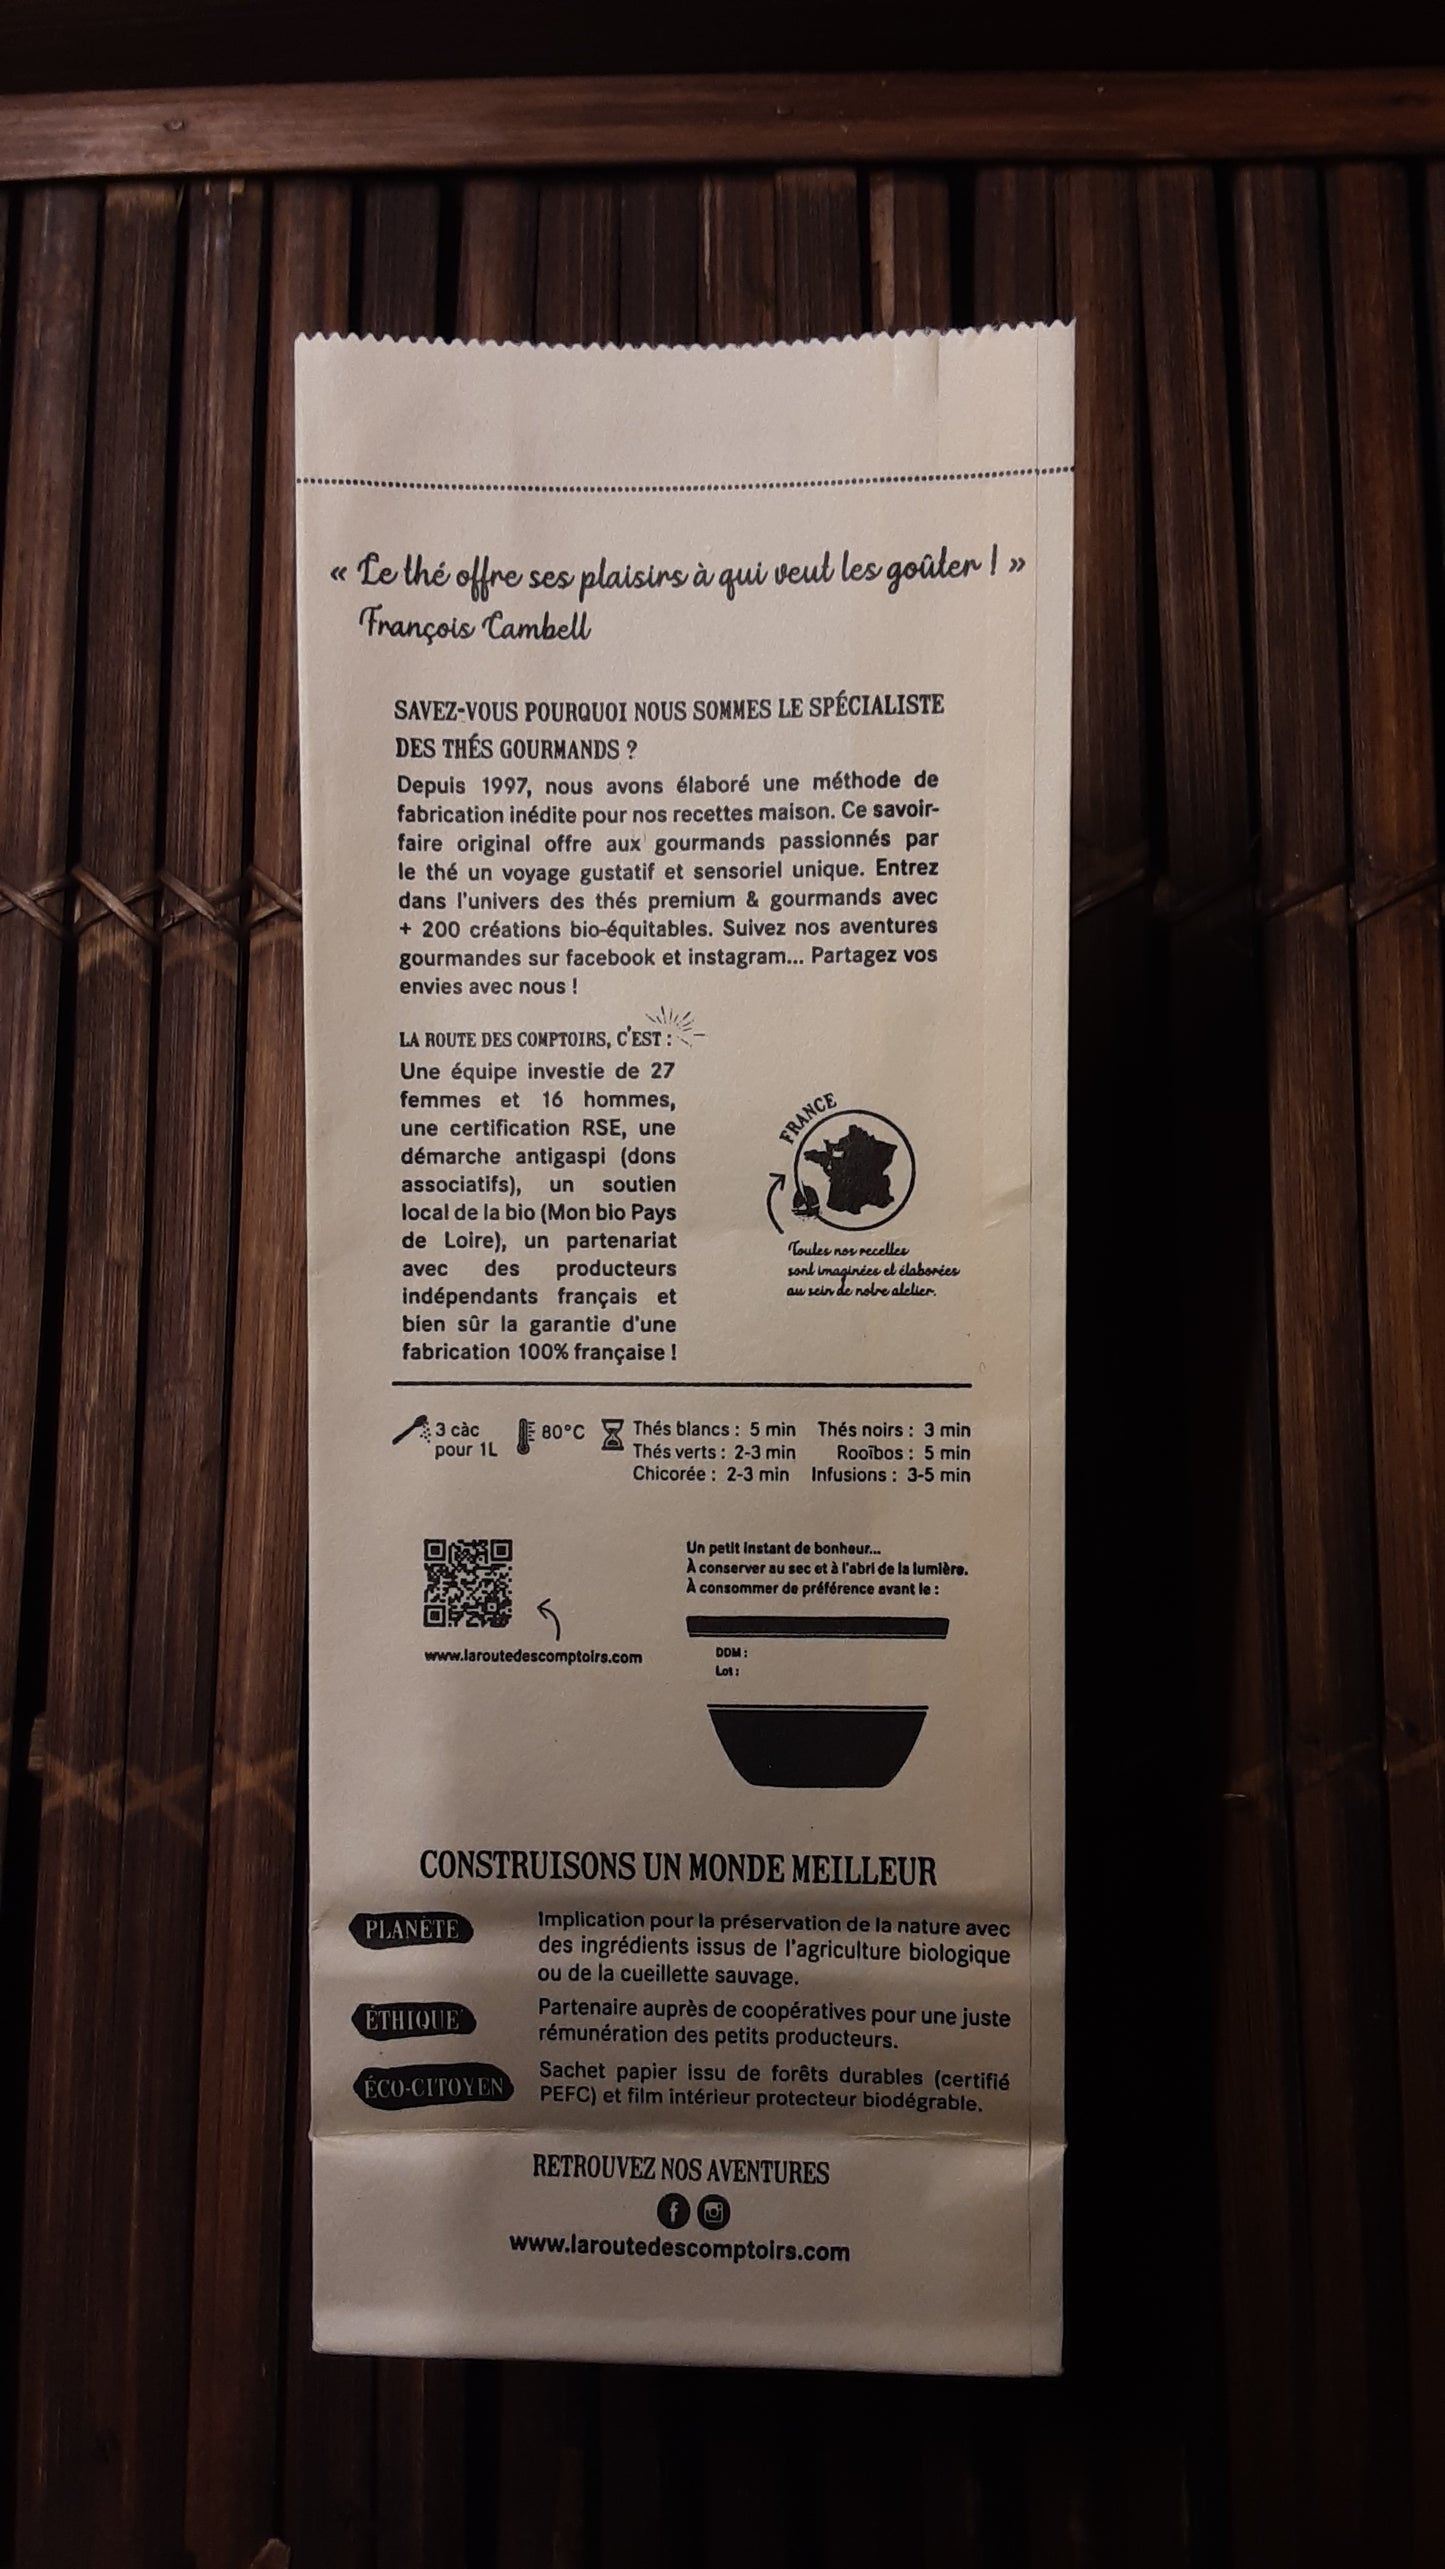 « Le thé offre ses plaisirs à qui veut les goûter ! »
François Cambell
SAVEZ-VOUS POURQUOI NOUS SOMMES LE SPÉCIALISTE
DES THÉS GOURMANDS ?
Depuis 1997, nous avons élaboré une méthode de
fabrication inédite pour nos recettes maison. Ce savoir-
faire original offre aux gourmands passionnés par
le thé un voyage gustatif et sensoriel unique. Entrez
dans l'univers des thés premium & gourmands avec
+ 200 créations bio-équitables. Suivez nos aventures
gourmandes sur facebook et instagram... Partagez vos
envies avec nous !
LA ROUTE DES COMPTOIRS, C'EST :
Une équipe investie de 27
femmes et 16 hommes,
une certification RSE, une
démarche antigaspi (dons
associatifs), un soutien
local de la bio (Mon bio Pays
de Loire), un partenariat
avec des producteurs
indépendants français et
bien sûr la garantie d'une
fabrication 100% française !
FRANCE
Toutes nos recettes
sont imaginées et élaborées
au sein de notre atelier.
3 càc
pour 1L
80°C
Thés blancs : 5 min Thés noirs : 3 min
Thés verts : 2-3 min Rooïbos : 5 min
Chicorée : 2-3 min Infusions : 3-5 min
www.laroutedescomptoirs.com
Un petit instant de bonheur...
À conserver au sec et à l'abri de la lumière.
À consommer de préférence avant le :
DDM :
Lot :
CONSTRUISONS UN MONDE MEILLEUR
PLANÈTE
Implication pour la préservation de la nature avec
des ingrédients issus de l'agriculture biologique
ou de la cueillette sauvage.
ÉTHIQUE
Partenaire auprès de coopératives pour une juste
rémunération des petits producteurs.
ÉCO-CITOYEN
Sachet papier issu de forêts durables (certifié
PEFC) et film intérieur protecteur biodégrable.
RETROUVEZ NOS AVENTURES
www.laroutedescomptoirs.com